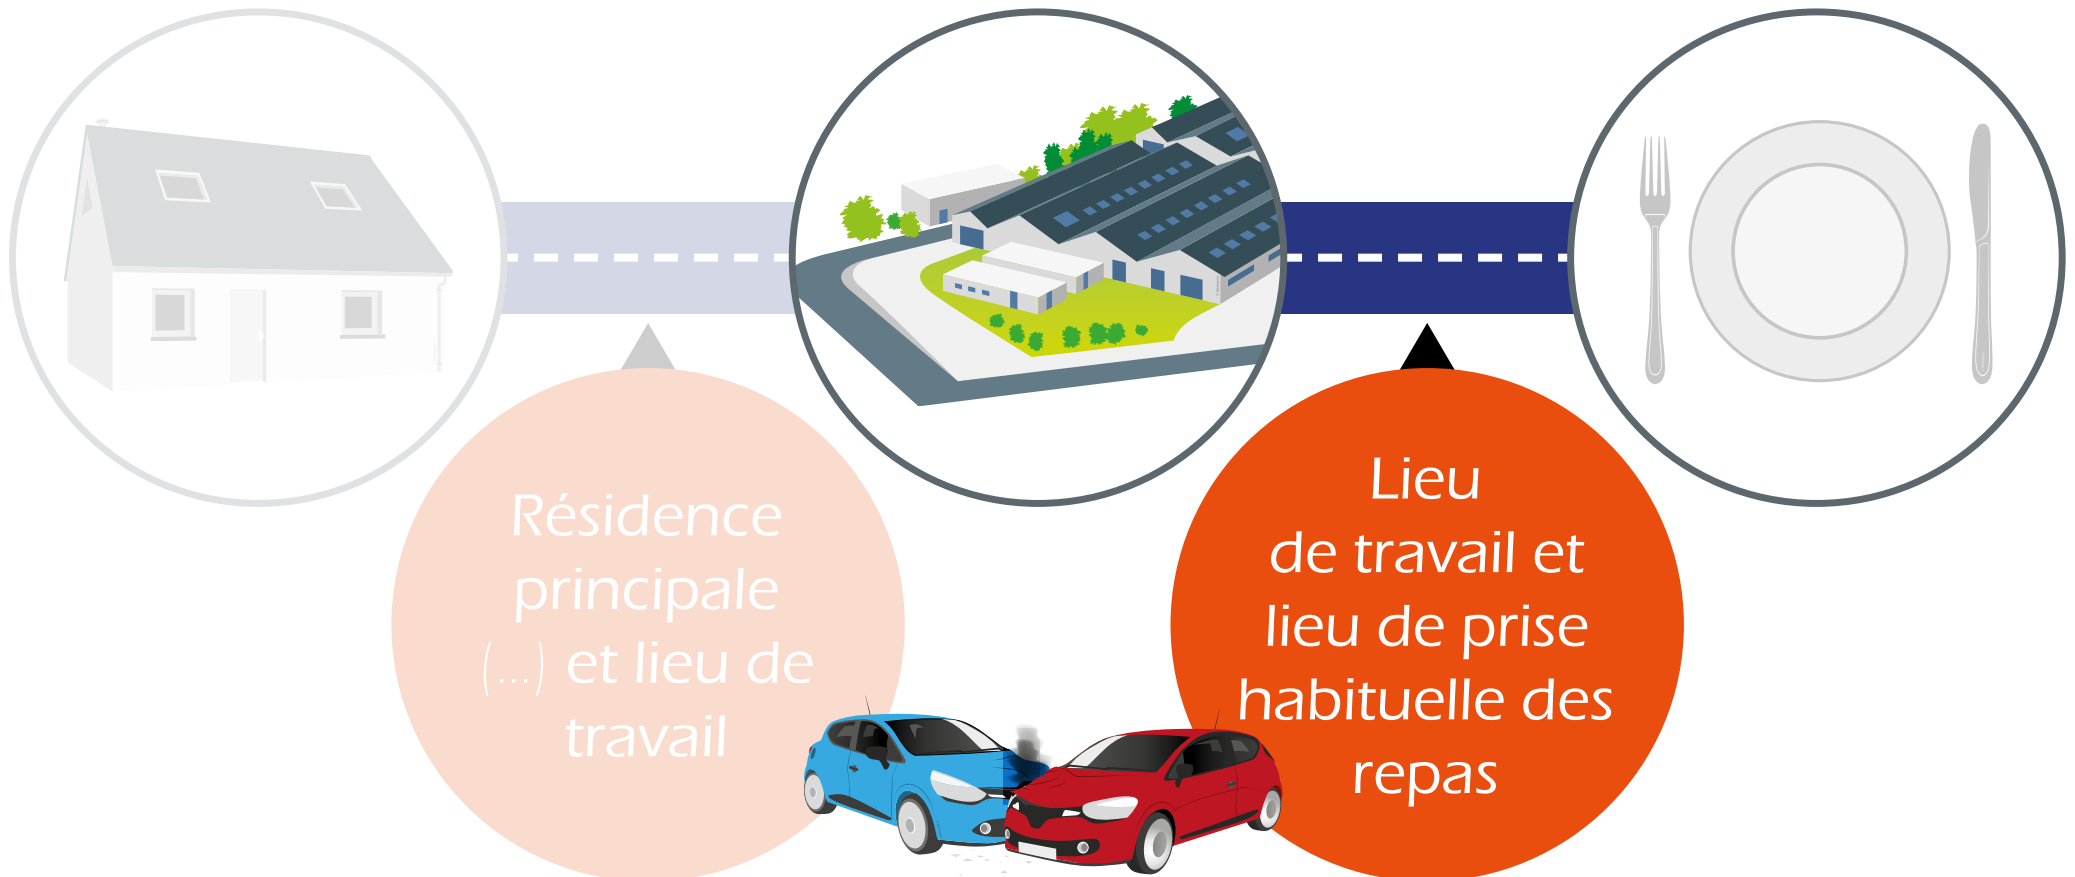 Résidence
principale
(...) et lieu de
travail
Lieu
de travail et
lieu de prise
habituelle des
repas